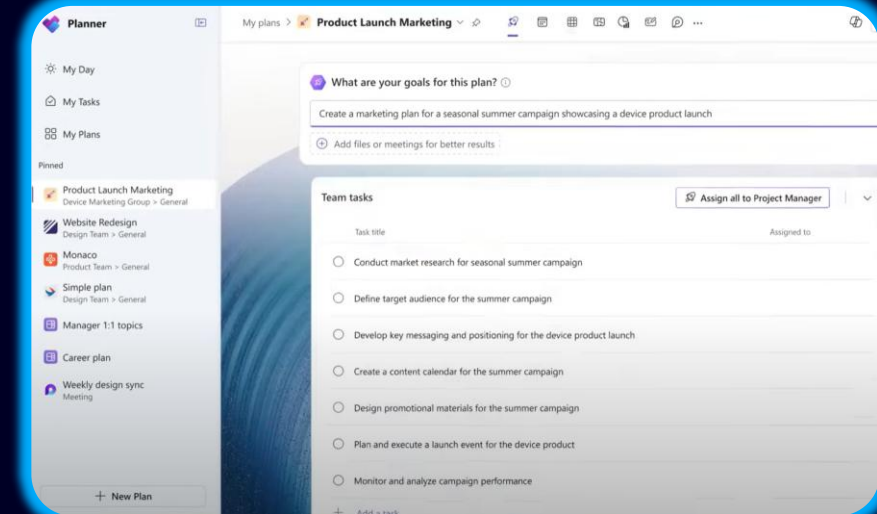 Planner
My Day
My Tasks
My Plans
Pinned
Product Launch Marketing
Device Marketing Group > General
Website Redesign
Design Team > General
Monaco
Product Team > General
Simple plan
Design Team > General
Manager 1:1 topics
Career plan
Weekly design sync
Meeting
+ New Plan
My plans > Product Launch Marketing
What are your goals for this plan?
Create a marketing plan for a seasonal summer campaign showcasing a device product launch
Add files or meetings for better results
Team tasks
Assign all to Project Manager
Task title Assigned to
Conduct market research for seasonal summer campaign
Define target audience for the summer campaign
Develop key messaging and positioning for the device product launch
Create a content calendar for the summer campaign
Design promotional materials for the summer campaign
Plan and execute a launch event for the device product
Monitor and analyze campaign performance
+ Add a task